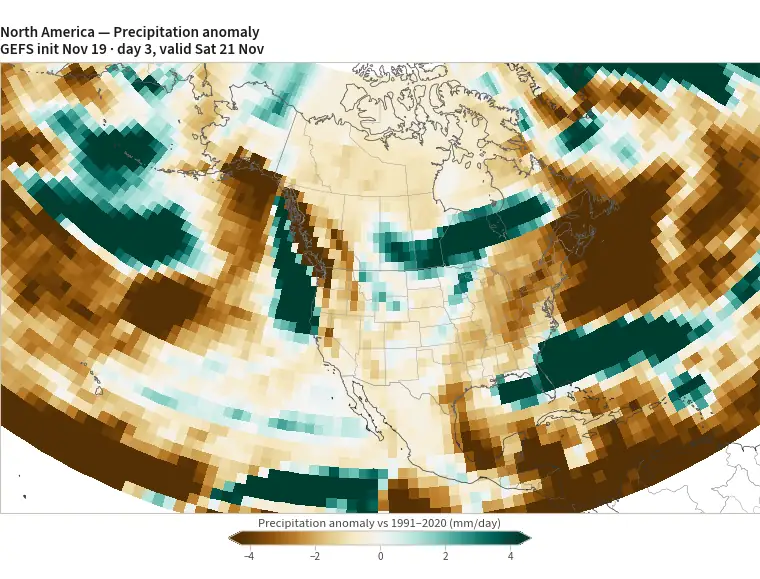 North America — Precipitation anomaly
GEFS init Nov 19 · day 3, valid Sat 21 Nov
Precipitation anomaly vs 1991–2020 (mm/day)
−4 −2 0 2 4